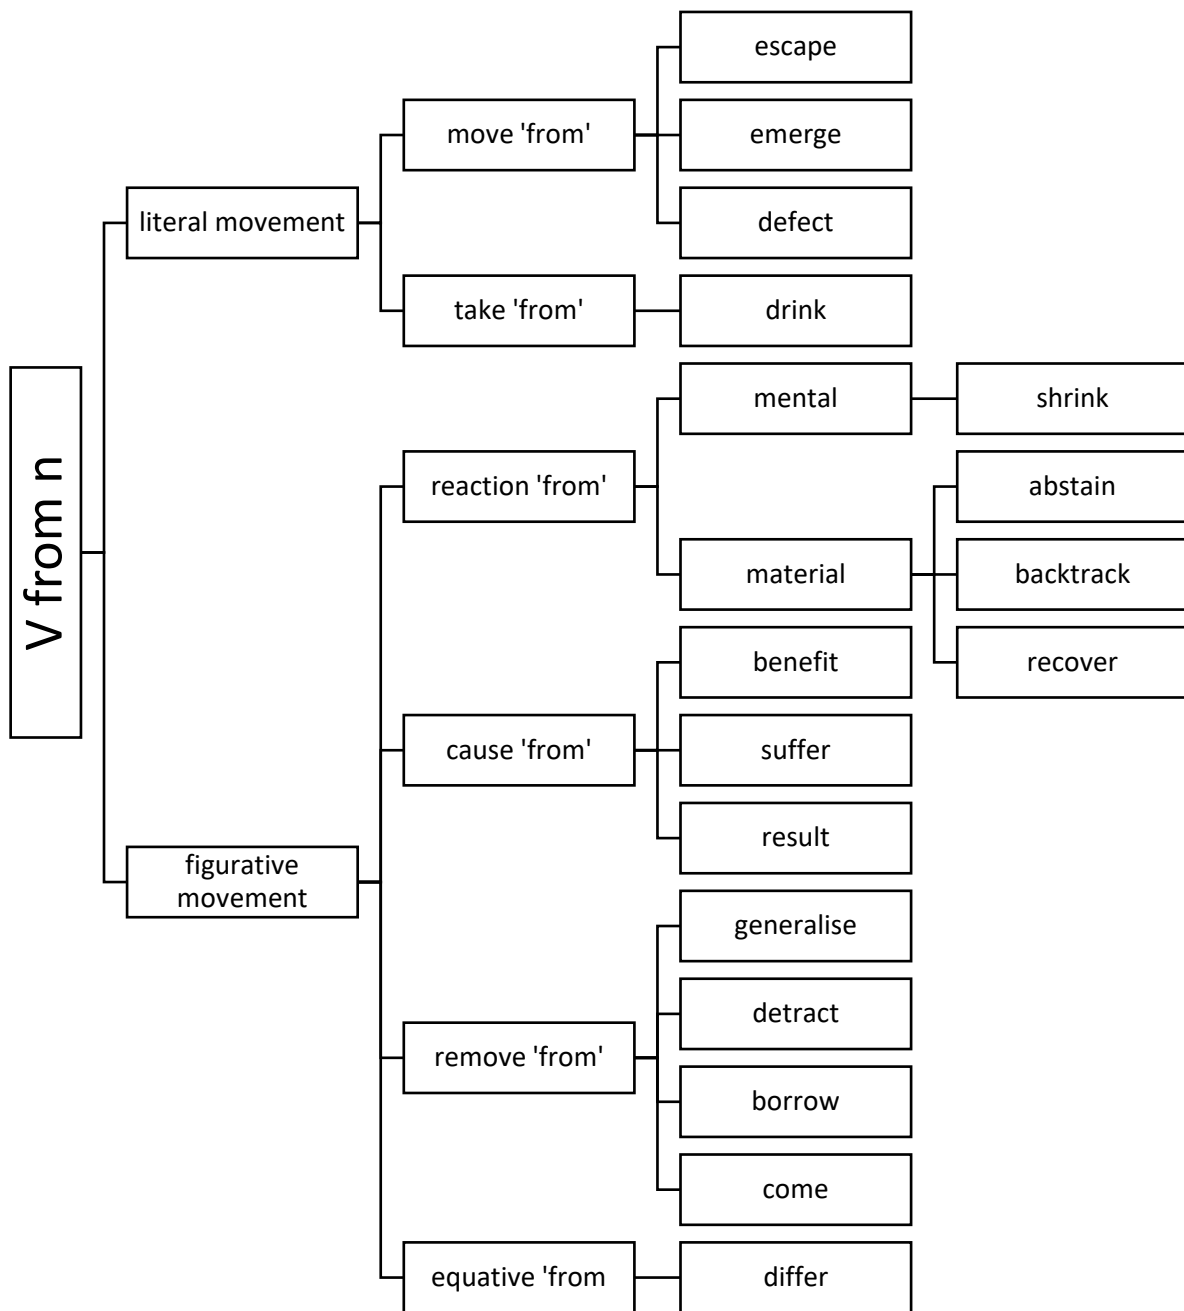 V from n
literal movement
move 'from'
escape
emerge
defect
take 'from'
drink
figurative
movement
reaction 'from'
mental
shrink
material
abstain
backtrack
recover
cause 'from'
benefit
suffer
result
remove 'from'
generalise
detract
borrow
come
equative 'from
differ